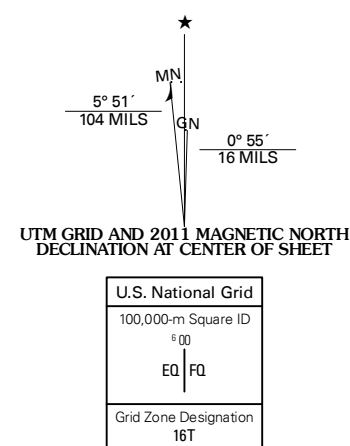 ★
MN
5° 51´
104 MILS
GN
0° 55´
16 MILS
UTM GRID AND 2011 MAGNETIC NORTH
DECLINATION AT CENTER OF SHEET
U.S. National Grid
100,000-m Square ID
6 00
EQ FQ
Grid Zone Designation
16T